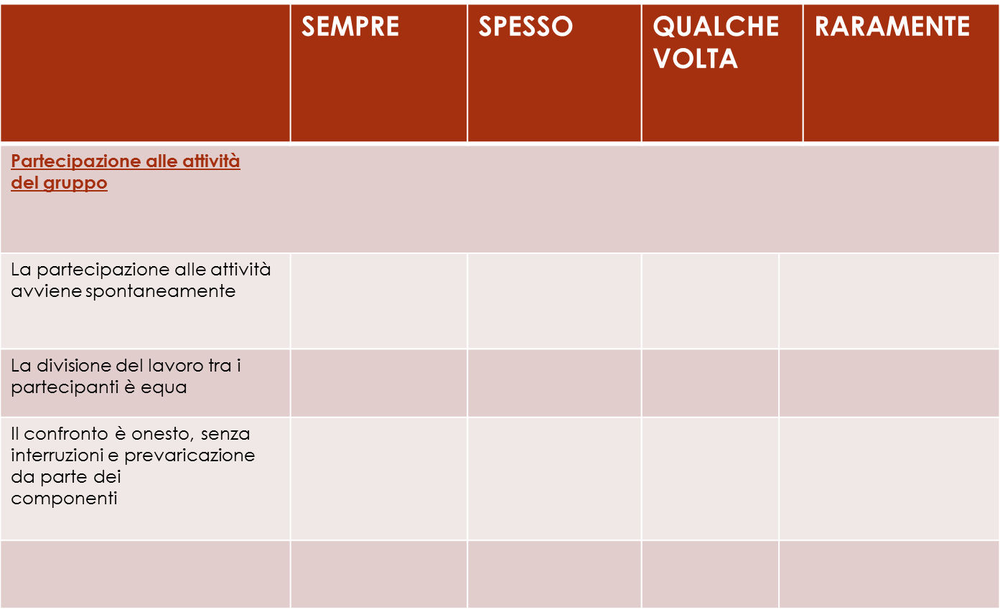 SEMPRE SPESSO QUALCHE RARAMENTE
VOLTA
Partecipazione alle attività
del gruppo
La partecipazione alle attività
avviene spontaneamente
La divisione del lavoro tra i
partecipanti è equa
Il confronto è onesto, senza
interruzioni e prevaricazione
da parte dei
componenti